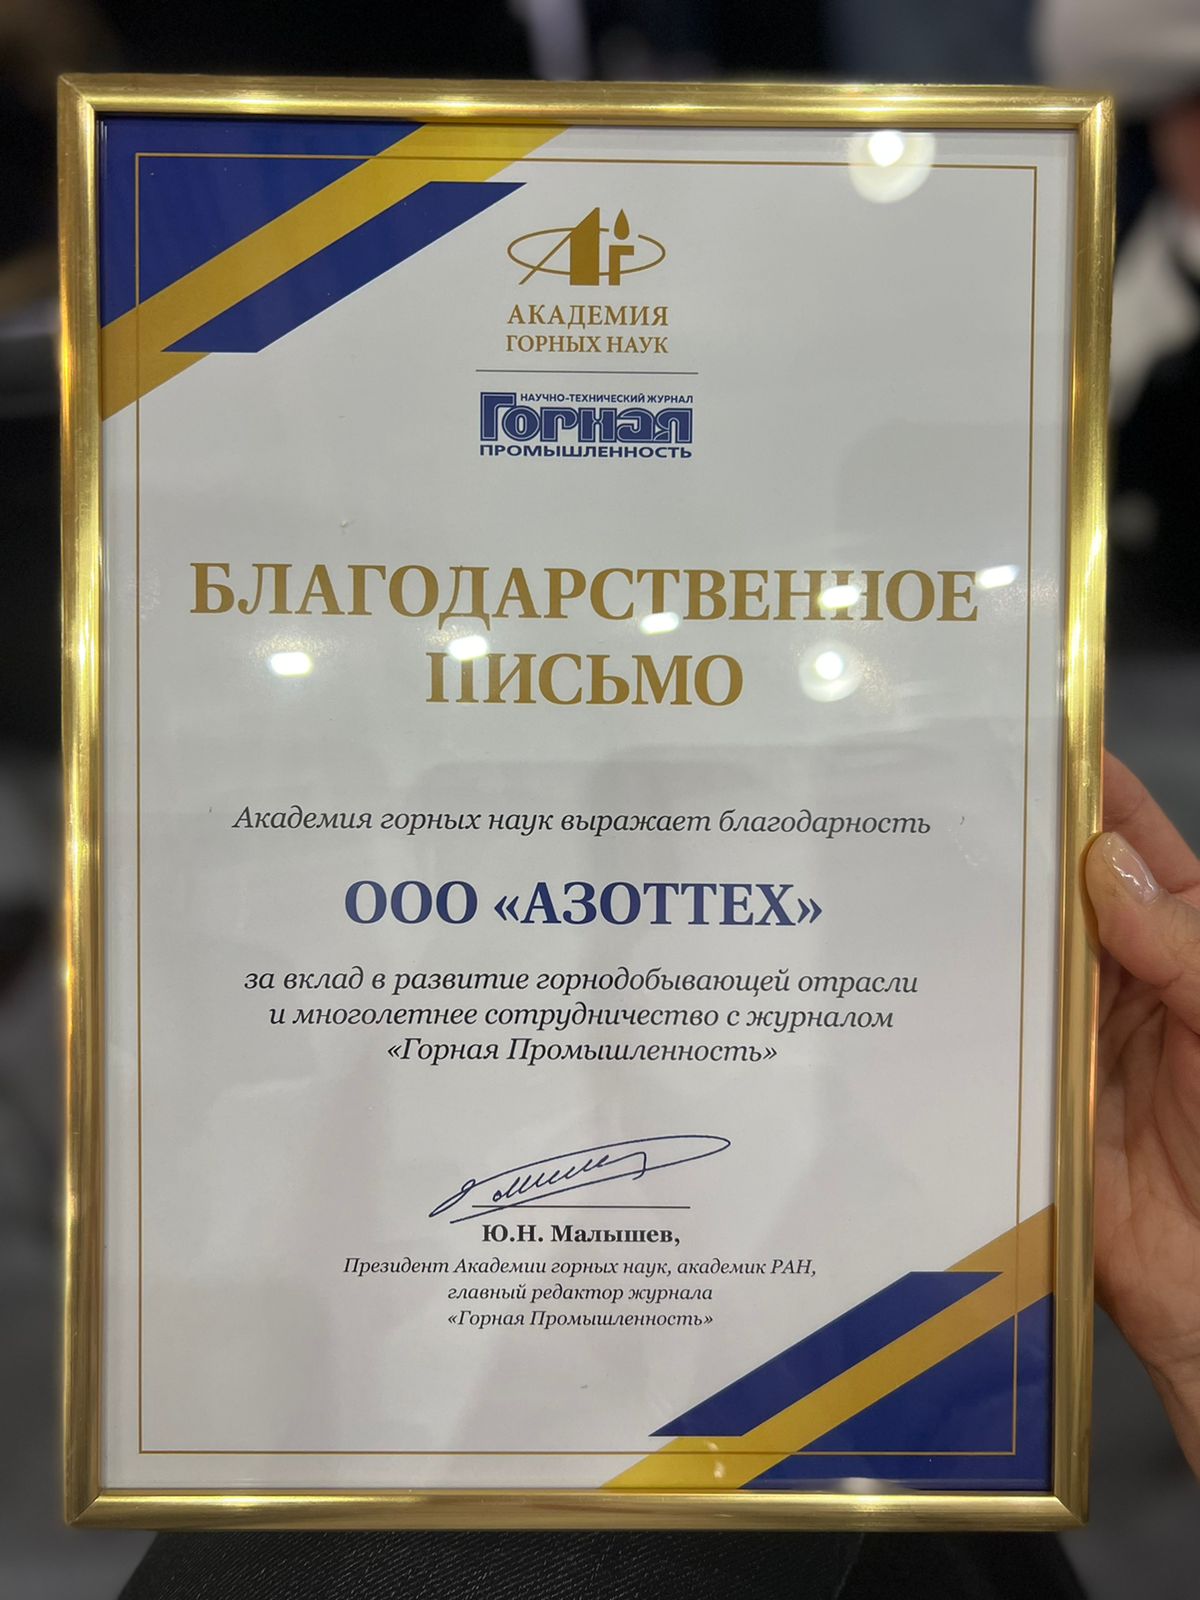 АГ
АКАДЕМИЯ
ГОРНЫХ НАУК
НАУЧНО-ТЕХНИЧЕСКИЙ ЖУРНАЛ
ГОРНАЯ
ПРОМЫШЛЕННОСТЬ
БЛАГОДАРСТВЕННОЕ
ПИСЬМО
Академия горных наук выражает благодарность
ООО «АЗОТТЕХ»
за вклад в развитие горнодобывающей отрасли
и многолетнее сотрудничество с журналом
«Горная Промышленность»
Ю.Н. Малышев,
Президент Академии горных наук, академик РАН,
главный редактор журнала
«Горная Промышленность»